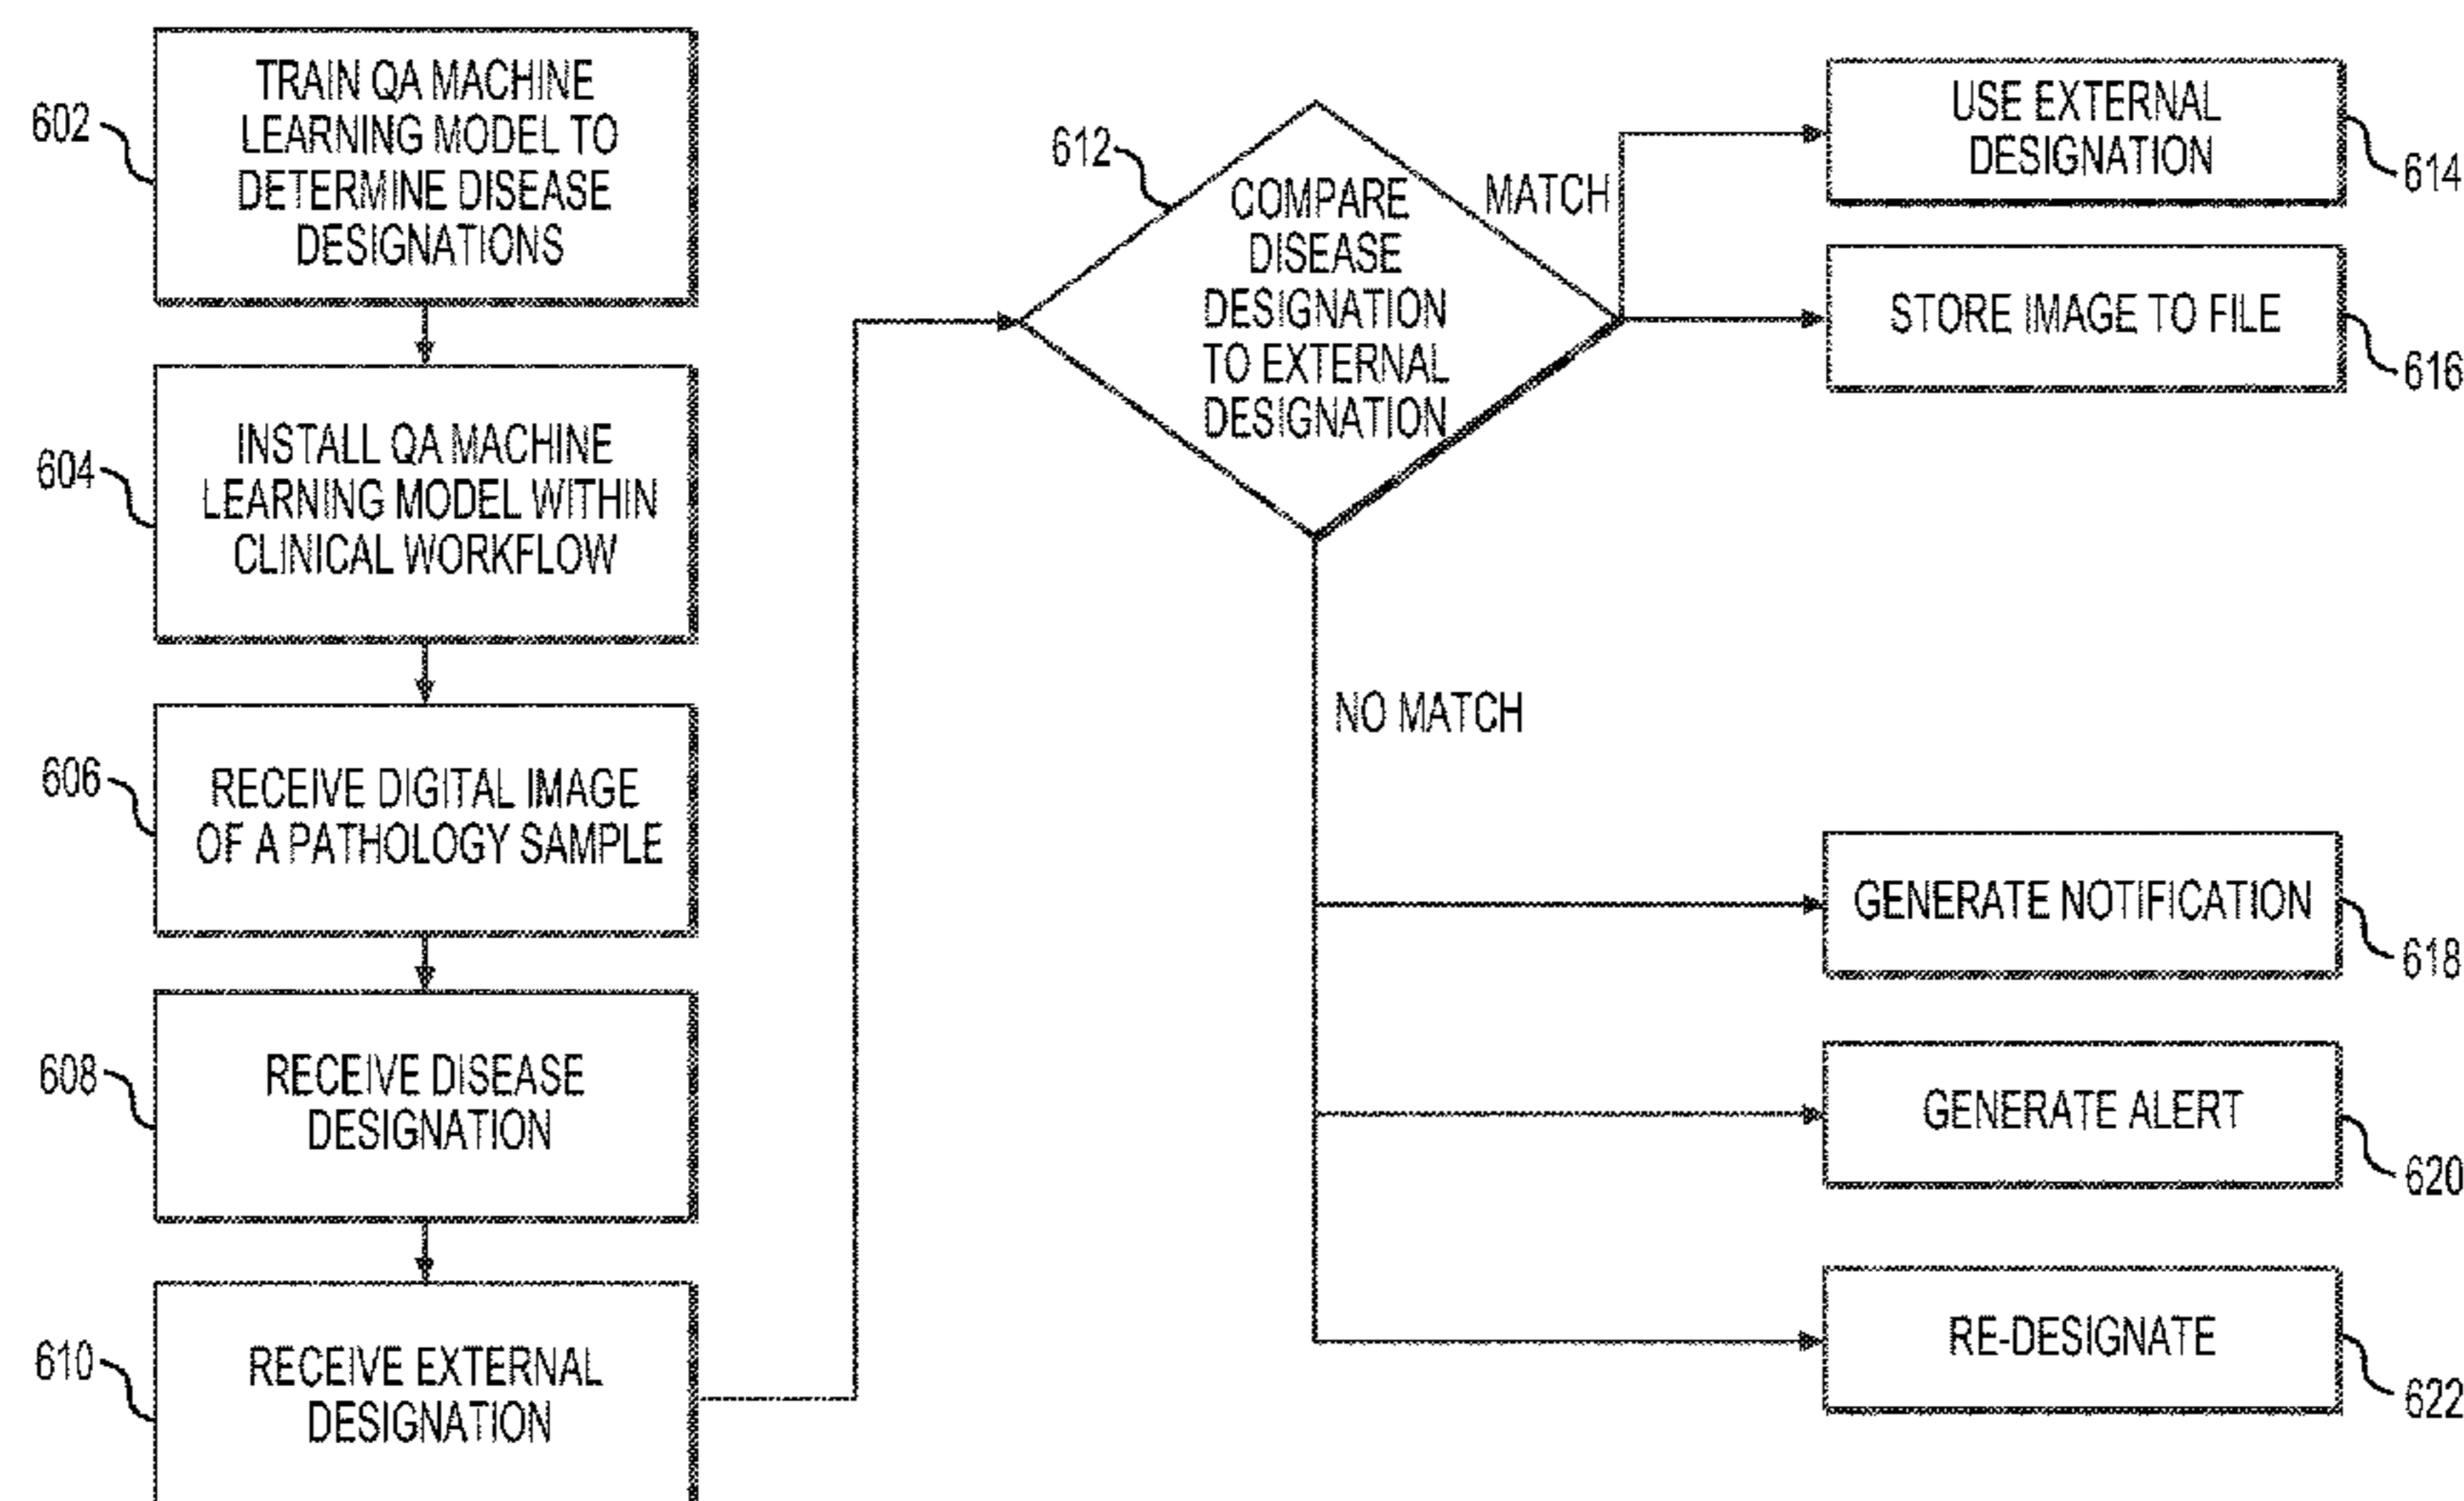 602
TRAIN QA MACHINE
LEARNING MODEL TO
DETERMINE DISEASE
DESIGNATIONS
604
INSTALL QA MACHINE
LEARNING MODEL WITHIN
CLINICAL WORKFLOW
606
RECEIVE DIGITAL IMAGE
OF A PATHOLOGY SAMPLE
608
RECEIVE DISEASE
DESIGNATION
610
RECEIVE EXTERNAL
DESIGNATION
612
COMPARE
DISEASE
DESIGNATION
TO EXTERNAL
DESIGNATION
MATCH
USE EXTERNAL
DESIGNATION
614
STORE IMAGE TO FILE
616
NO MATCH
GENERATE NOTIFICATION
618
GENERATE ALERT
620
RE-DESIGNATE
622